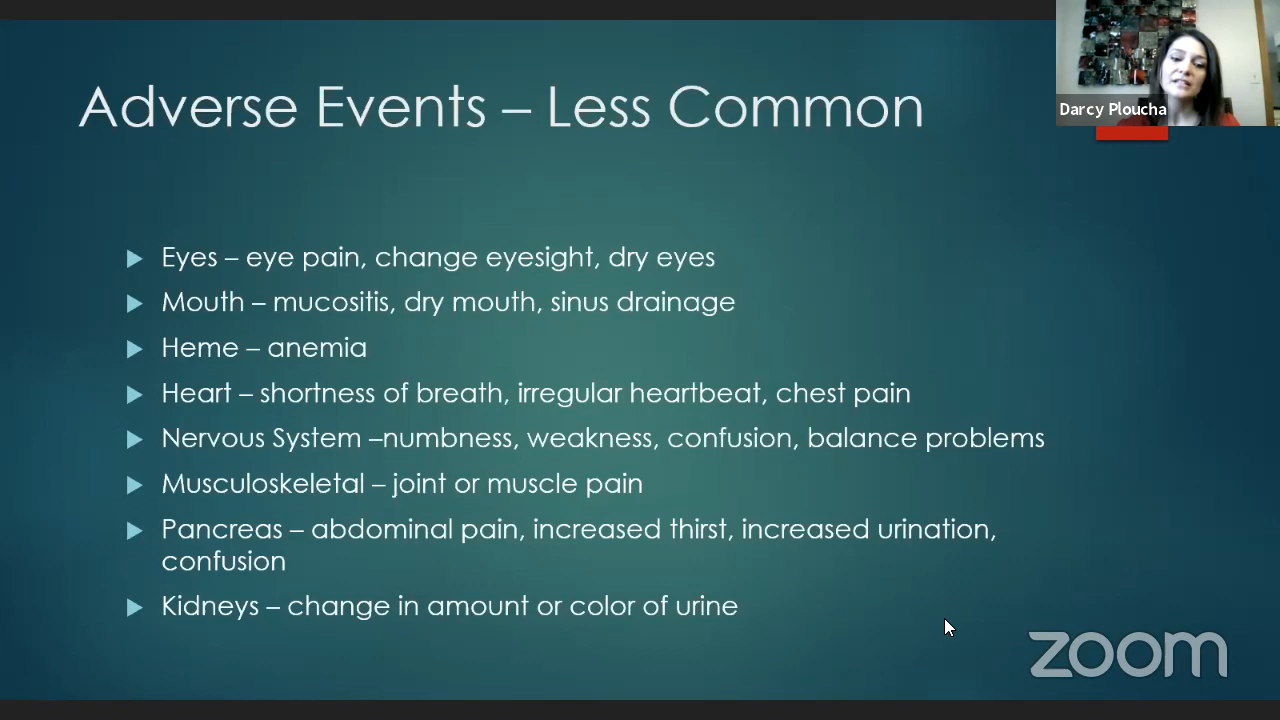 Adverse Events – Less Common
Darcy Ploucha
Eyes – eye pain, change eyesight, dry eyes
Mouth – mucositis, dry mouth, sinus drainage
Heme – anemia
Heart – shortness of breath, irregular heartbeat, chest pain
Nervous System –numbness, weakness, confusion, balance problems
Musculoskeletal – joint or muscle pain
Pancreas – abdominal pain, increased thirst, increased urination,
confusion
Kidneys – change in amount or color of urine
zoom